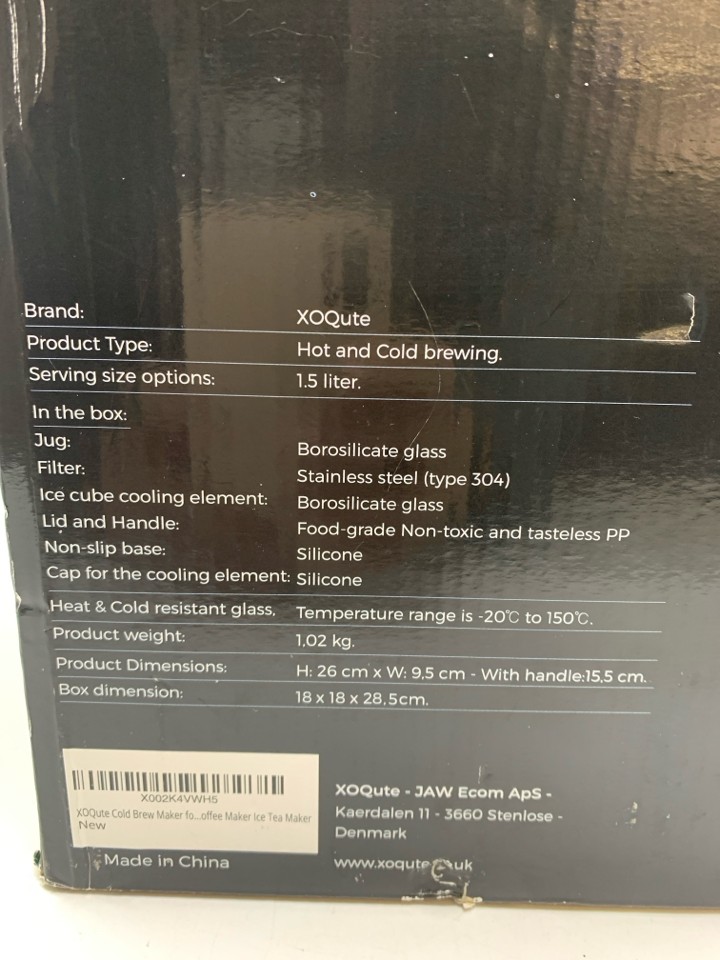 Brand: XOQute
Product Type: Hot and Cold brewing.
Serving size options: 1.5 liter.
In the box:
Jug: Borosilicate glass
Filter: Stainless steel (type 304)
Ice cube cooling element: Borosilicate glass
Lid and Handle: Food-grade Non-toxic and tasteless PP
Non-slip base: Silicone
Cap for the cooling element: Silicone
Heat & Cold resistant glass. Temperature range is -20℃ to 150℃.
Product weight: 1,02 kg.
Product Dimensions: H: 26 cm x W: 9,5 cm - With handle:15,5 cm.
Box dimension: 18 x 18 x 28,5cm.
X002K4VWH5
XOQute Cold Brew Maker fo...offee Maker Ice Tea Maker
New
Made in China
XOQute - JAW Ecom ApS -
Kaerdalen 11 - 3660 Stenlose -
Denmark